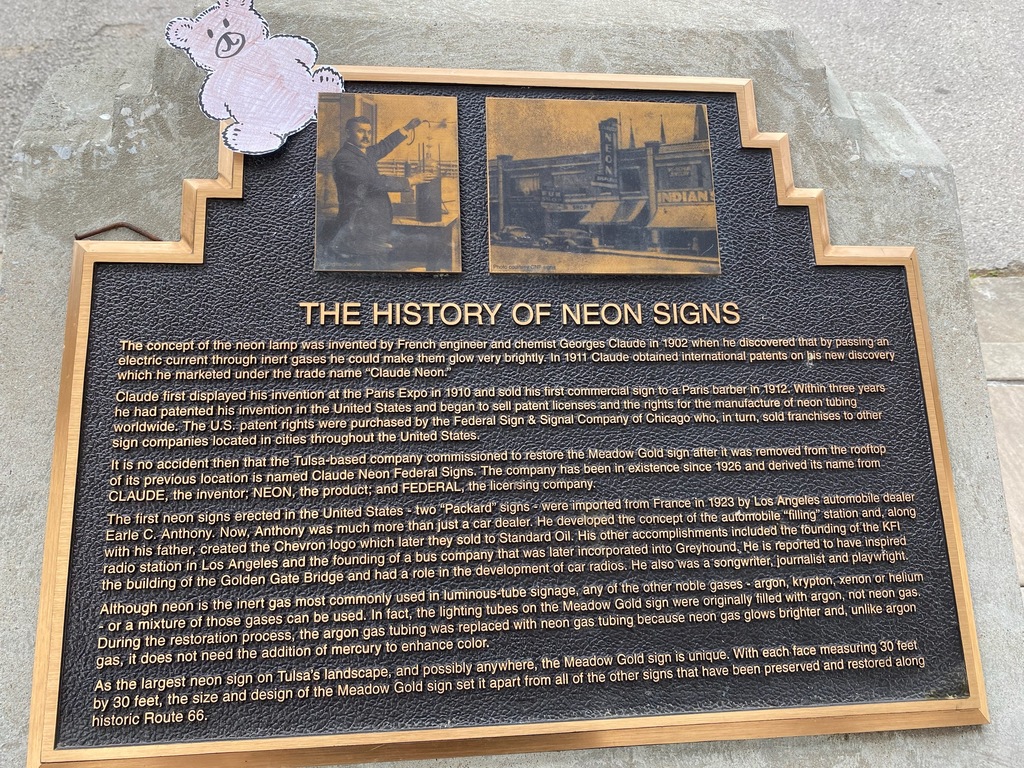 NEON
INDIAN
Photo courtesy CNF signs
THE HISTORY OF NEON SIGNS
The concept of the neon lamp was invented by French engineer and chemist Georges Claude in 1902 when he discovered that by passing an
electric current through inert gases he could make them glow very brightly. In 1911 Claude obtained international patents on his new discovery
which he marketed under the trade name "Claude Neon."
Claude first displayed his invention at the Paris Expo in 1910 and sold his first commercial sign to a Paris barber in 1912. Within three years
he had patented his invention in the United States and began to sell patent licenses and the rights for the manufacture of neon tubing
worldwide. The U.S. patent rights were purchased by the Federal Sign & Signal Company of Chicago who, in turn, sold franchises to other
sign companies located in cities throughout the United States.
It is no accident then that the Tulsa-based company commissioned to restore the Meadow Gold sign after it was removed from the rooftop
of its previous location is named Claude Neon Federal Signs. The company has been in existence since 1926 and derived its name from
CLAUDE, the inventor; NEON, the product; and FEDERAL, the licensing company.
The first neon signs erected in the United States - two "Packard" signs - were imported from France in 1923 by Los Angeles automobile dealer
Earle C. Anthony. Now, Anthony was much more than just a car dealer. He developed the concept of the automobile "filling" station and, along
with his father, created the Chevron logo which later they sold to Standard Oil. His other accomplishments included the founding of the KFI
radio station in Los Angeles and the founding of a bus company that was later incorporated into Greyhound. He is reported to have inspired
the building of the Golden Gate Bridge and had a role in the development of car radios. He also was a songwriter, journalist and playwright.
Although neon is the inert gas most commonly used in luminous-tube signage, any of the other noble gases - argon, krypton, xenon or helium
- or a mixture of those gases can be used. In fact, the lighting tubes on the Meadow Gold sign were originally filled with argon, not neon gas.
During the restoration process, the argon gas tubing was replaced with neon gas tubing because neon gas glows brighter and, unlike argon
gas, it does not need the addition of mercury to enhance color.
As the largest neon sign on Tulsa's landscape, and possibly anywhere, the Meadow Gold sign is unique. With each face measuring 30 feet
by 30 feet, the size and design of the Meadow Gold sign set it apart from all of the other signs that have been preserved and restored along
historic Route 66.